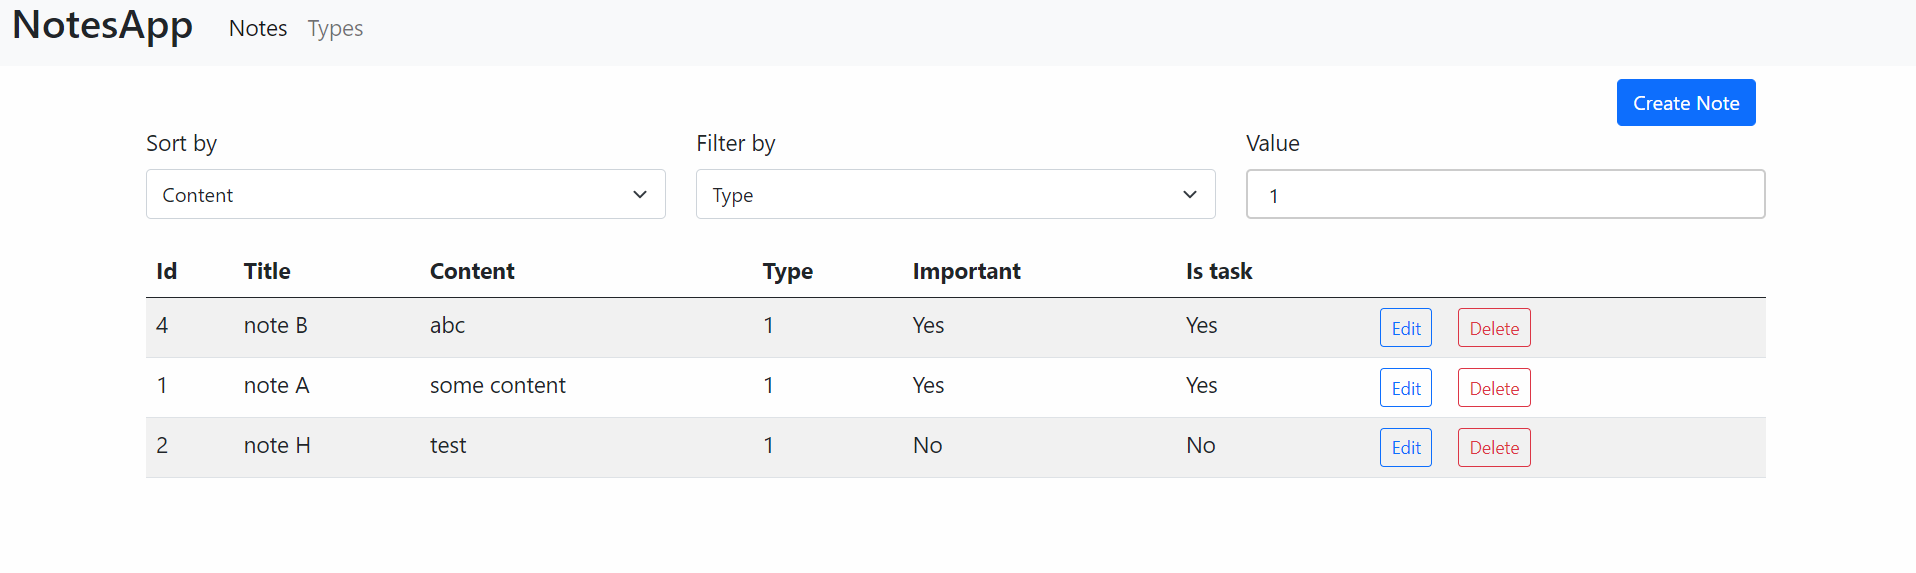 NotesApp Notes Types
Create Note
Sort by Filter by Value
Content Type 1
Id Title Content Type Important Is task
4 note B abc 1 Yes Yes Edit Delete
1 note A some content 1 Yes Yes Edit Delete
2 note H test 1 No No Edit Delete